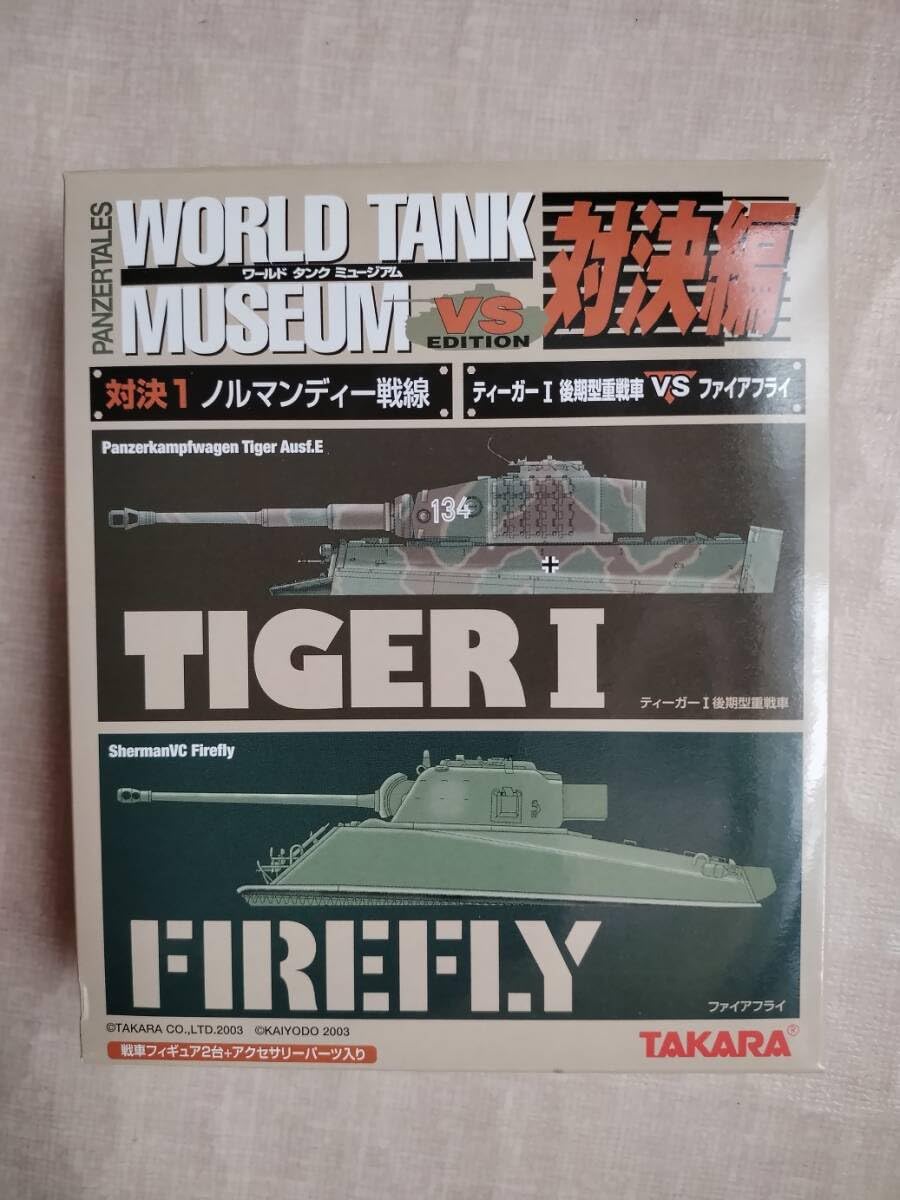 PANZERTALES
WORLD TANK
ワールド タンク ミュージアム
MUSEUM
VS
EDITION
対決編
対決1 ノルマンディー戦線
ティーガーI 後期型重戦車 VS ファイアフライ
Panzerkampfwagen Tiger Ausf.E
134
TIGER I
ティーガーI後期型重戦車
ShermanVC Firefly
FIREFLY
ファイアフライ
©TAKARA CO.,LTD.2003 ©KAIYODO 2003
戦車フィギュア2台+アクセサリーパーツ入り
TAKARA®